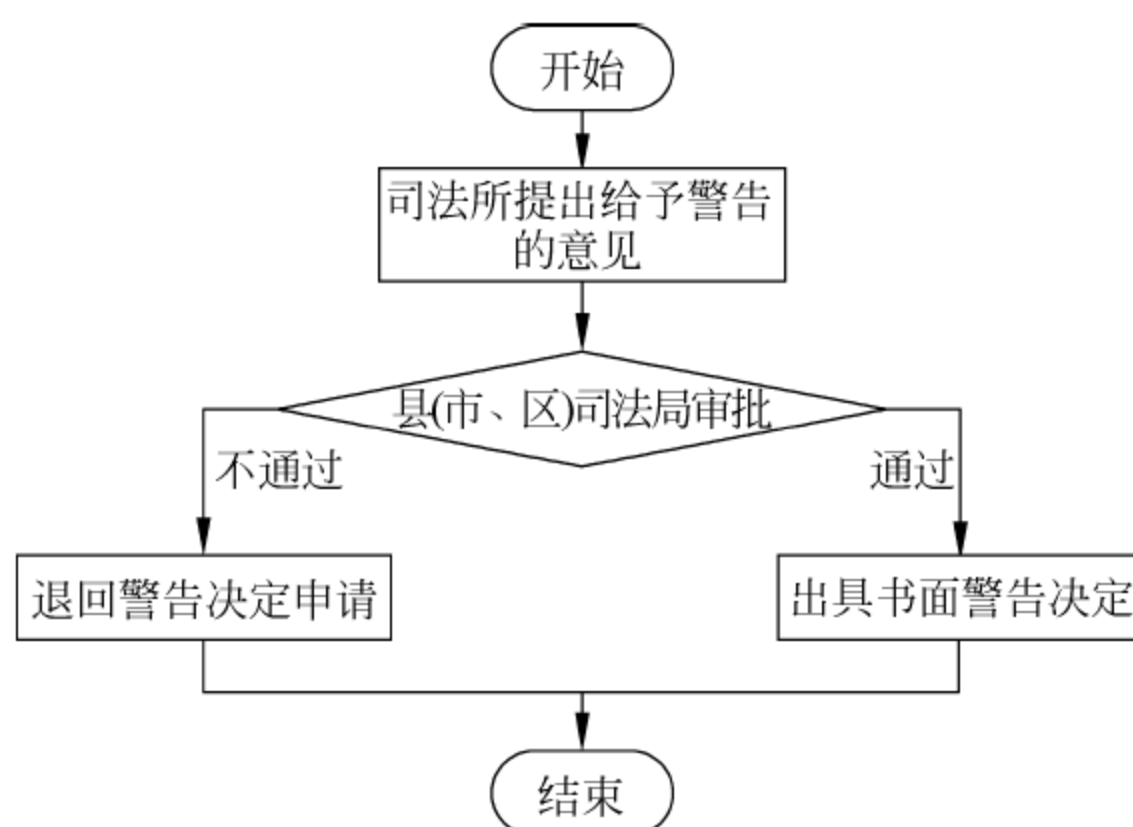 开始
司法所提出给予警告
的意见
县(市、区)司法局审批
不通过
通过
退回警告决定申请
出具书面警告决定
结束